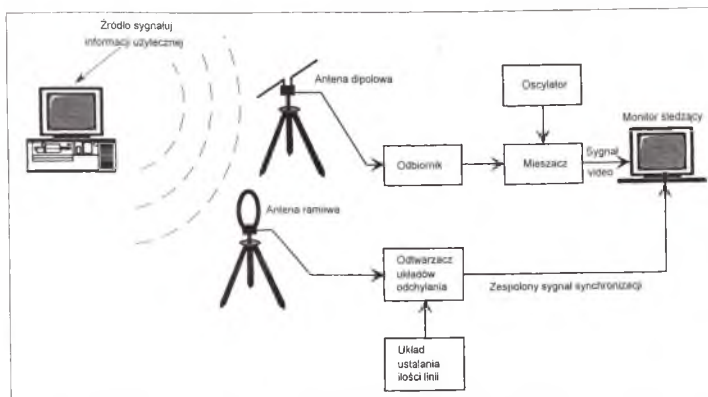 Źródło sygnału
informacji użytecznej
Antena dipolowa
Oscylator
Monitor śledzący
Odbiornik
Mieszacz
Sygnał
video
Antena ramowa
Odtwarzacz
układów
odchylania
Zespolony sygnał synchronizacji
Układ
ustalania
ilości linii